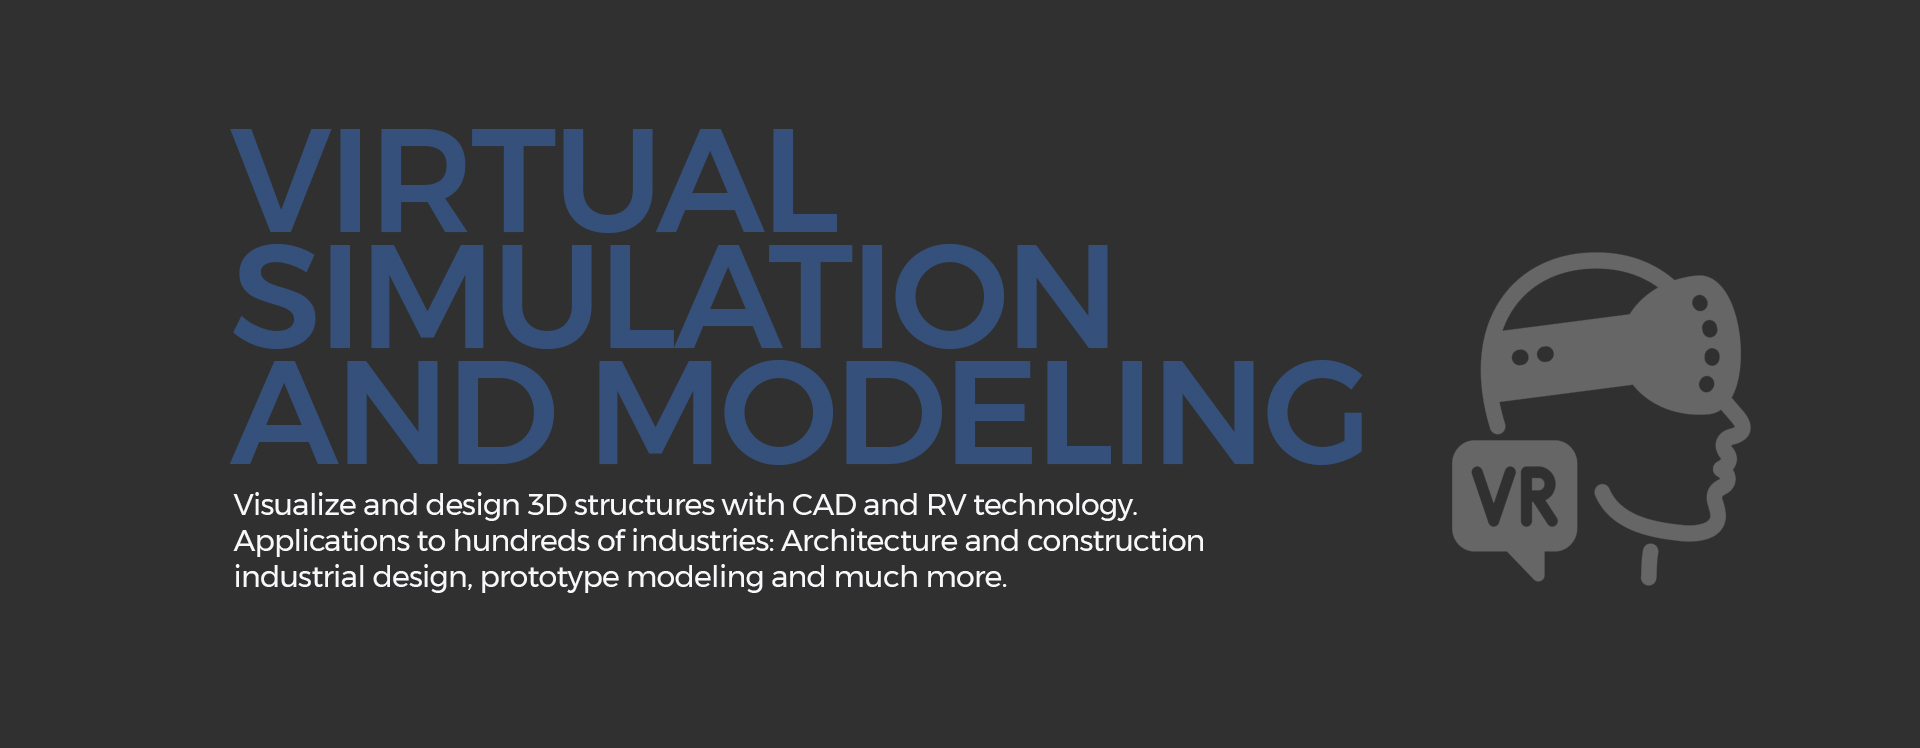 VIRTUAL
SIMULATION
AND MODELING
Visualize and design 3D structures with CAD and RV technology.
Applications to hundreds of industries: Architecture and construction
industrial design, prototype modeling and much more.
VR